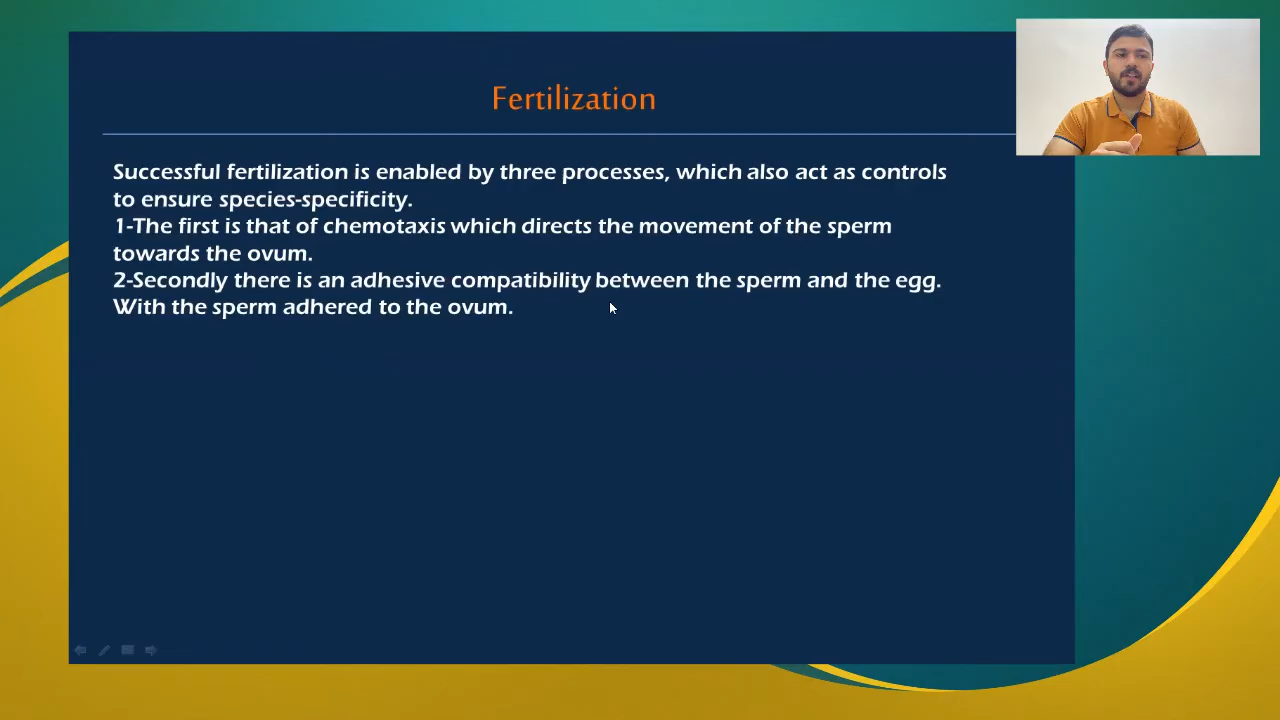 Fertilization
Successful fertilization is enabled by three processes, which also act as controls
to ensure species-specificity.
1-The first is that of chemotaxis which directs the movement of the sperm
towards the ovum.
2-Secondly there is an adhesive compatibility between the sperm and the egg.
With the sperm adhered to the ovum.